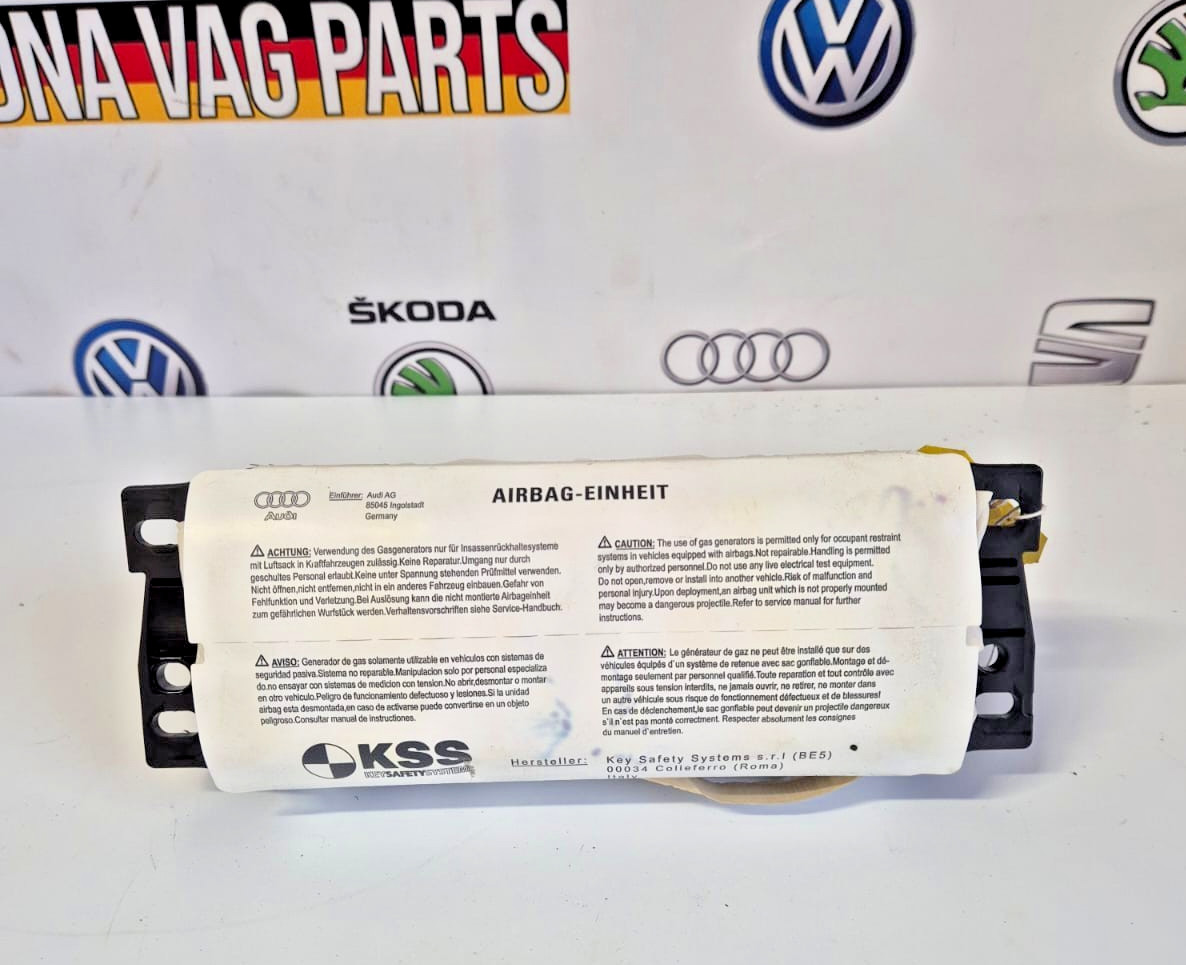 ONA VAG PARTS
ŠKODA
Audi
Einführer: Audi AG
85045 Ingolstadt
Germany
AIRBAG-EINHEIT
⚠ ACHTUNG: Verwendung des Gasgenerators nur für Insassenrückhaltesysteme
mit Luftsack in Kraftfahrzeugen zulässig.Keine Reparatur.Umgang nur durch
geschultes Personal erlaubt.Keine unter Spannung stehenden Prüfmittel verwenden.
Nicht öffnen,nicht entfernen,nicht in ein anderes Fahrzeug einbauen.Gefahr von
Fehlfunktion und Verletzung.Bei Auslösung kann die nicht montierte Airbageinheit
zum gefährlichen Wurfstück werden.Verhaltensvorschriften siehe Service-Handbuch.
⚠ CAUTION: The use of gas generators is permitted only for occupant restraint
systems in vehicles equipped with airbags.Not repairable.Handling is permitted
only by authorized personnel.Do not use any live electrical test equipment.
Do not open,remove or install into another vehicle.Risk of malfunction and
personal injury.Upon deployment,an airbag unit which is not properly mounted
may become a dangerous projectile.Refer to service manual for further
instructions.
⚠ AVISO: Generador de gas solamente utilizable en vehiculos con sistemas de
seguridad pasiva.Sistema no reparable.Manipulacion solo por personal especializa
do.no ensayar con sistemas de medicion con tension.No abrir,desmontar o montar
en otro vehiculo.Peligro de funcionamiento defectuoso y lesiones.Si la unidad
airbag esta desmontada,en caso de activarse puede convertirse en un objeto
peligroso.Consultar manual de instrucciones.
⚠ ATTENTION: Le générateur de gaz ne peut être installé que sur des
véhicules équipés d'un système de retenue avec sac gonflable.Montage et dé-
montage seulement par personnel qualifié.Toute reparation et tout contrôle avec
appareils sous tension interdits, ne jamais ouvrir, ne retirer, ne monter dans
un autre véhicule sous risque de fonctionnement défectueux et de blessures!
En cas de déclenchement,le sac gonflable peut devenir un projectile dangereux
s'il n'est pas monté correctment. Respecter absolument les consignes
du manuel d'entretien.
KSS
KEYSAFETYSYSTEMS
Hersteller: Key Safety Systems s.r.l (BE5)
00034 Colleferro (Roma)
Italy